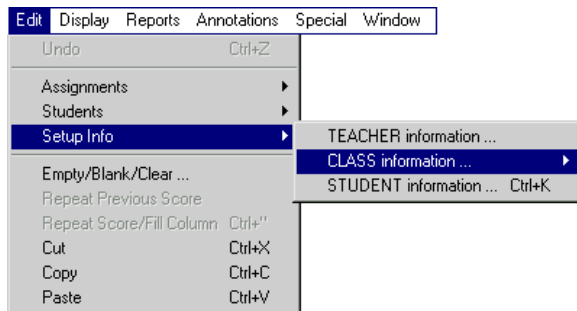 Edit Display Reports Annotations Special Window
Undo Ctrl+Z
Assignments
Students
Setup Info
TEACHER information ...
CLASS information ...
STUDENT information ... Ctrl+K
Empty/Blank/Clear ...
Repeat Previous Score
Repeat Score/Fill Column Ctrl+"
Cut Ctrl+X
Copy Ctrl+C
Paste Ctrl+V